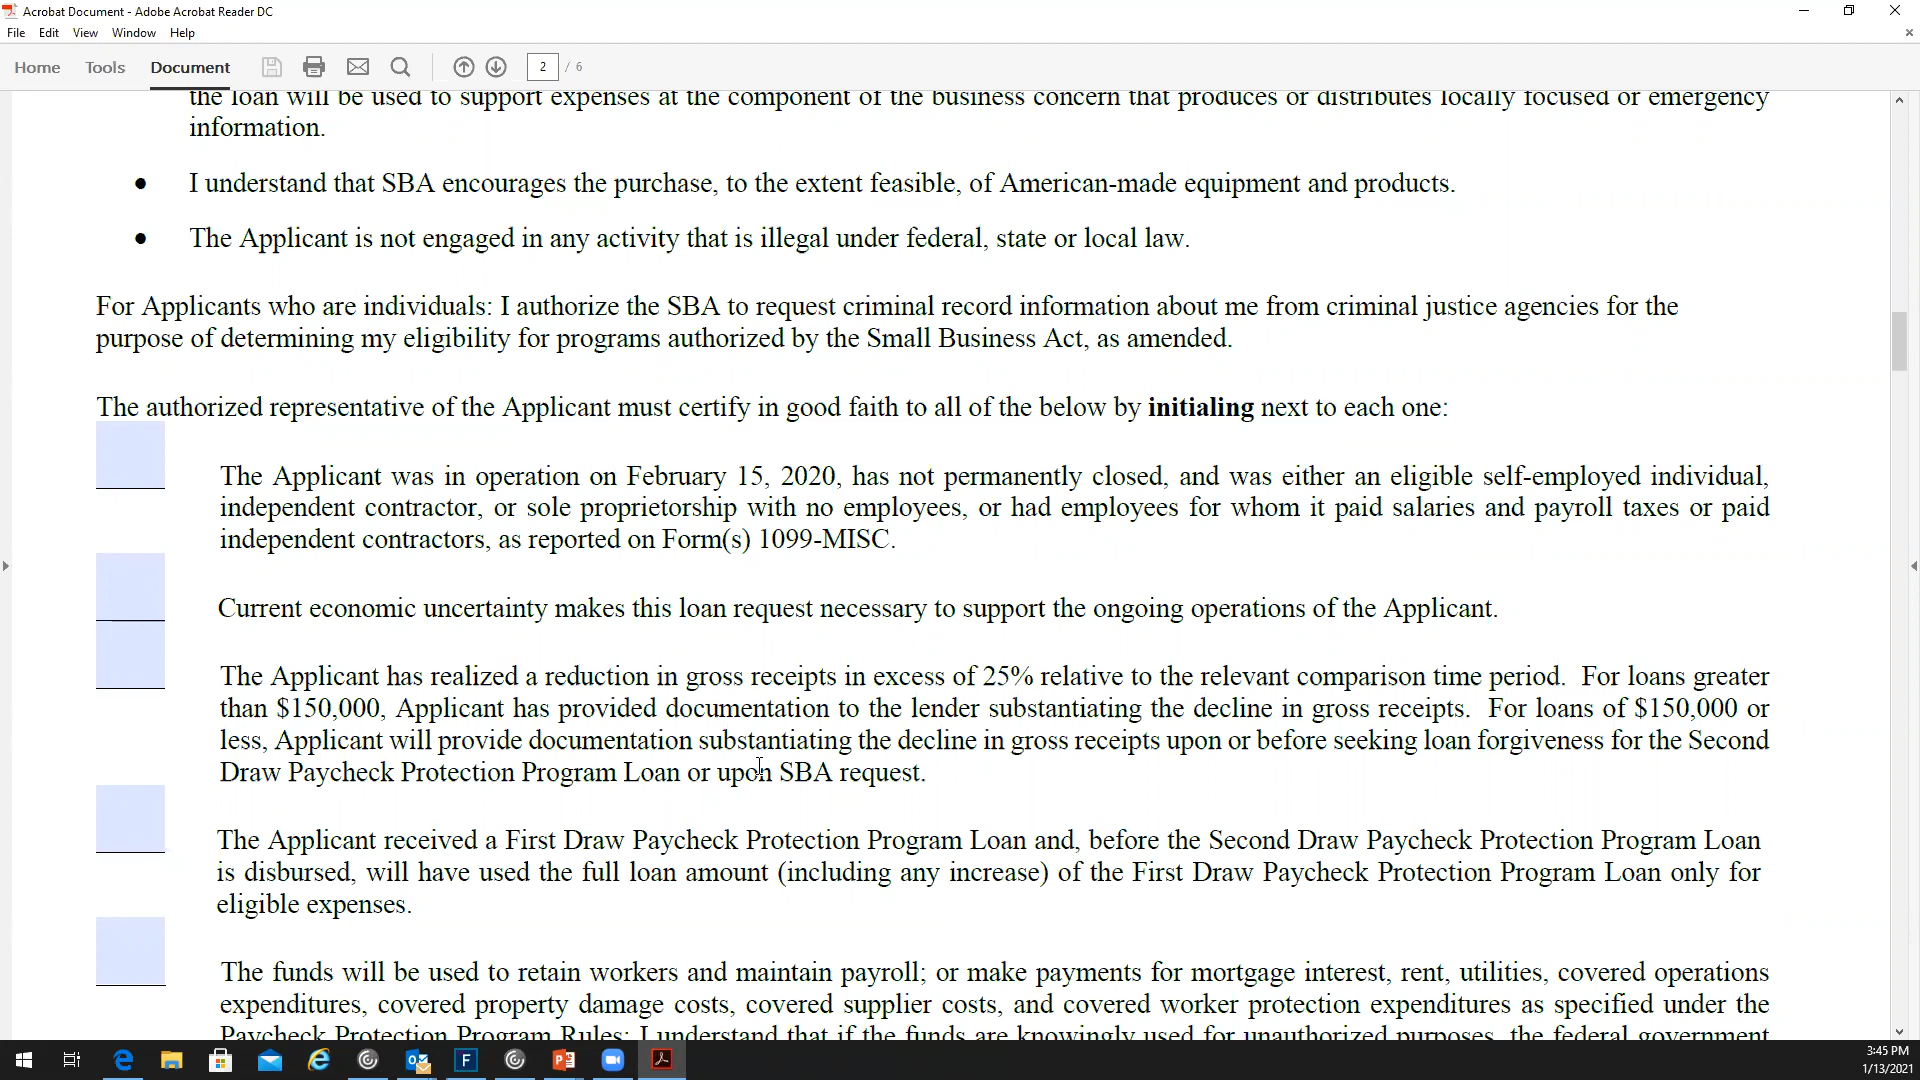 Acrobat Document - Adobe Acrobat Reader DC
File Edit View Window Help
Home Tools Document 2 / 6
the loan will be used to support expenses at the component of the business concern that produces or distributes locally focused or emergency
information.
● I understand that SBA encourages the purchase, to the extent feasible, of American-made equipment and products.
● The Applicant is not engaged in any activity that is illegal under federal, state or local law.
For Applicants who are individuals: I authorize the SBA to request criminal record information about me from criminal justice agencies for the
purpose of determining my eligibility for programs authorized by the Small Business Act, as amended.
The authorized representative of the Applicant must certify in good faith to all of the below by initialing next to each one:
The Applicant was in operation on February 15, 2020, has not permanently closed, and was either an eligible self-employed individual,
independent contractor, or sole proprietorship with no employees, or had employees for whom it paid salaries and payroll taxes or paid
independent contractors, as reported on Form(s) 1099-MISC.
Current economic uncertainty makes this loan request necessary to support the ongoing operations of the Applicant.
The Applicant has realized a reduction in gross receipts in excess of 25% relative to the relevant comparison time period. For loans greater
than $150,000, Applicant has provided documentation to the lender substantiating the decline in gross receipts. For loans of $150,000 or
less, Applicant will provide documentation substantiating the decline in gross receipts upon or before seeking loan forgiveness for the Second
Draw Paycheck Protection Program Loan or upon SBA request.
The Applicant received a First Draw Paycheck Protection Program Loan and, before the Second Draw Paycheck Protection Program Loan
is disbursed, will have used the full loan amount (including any increase) of the First Draw Paycheck Protection Program Loan only for
eligible expenses.
The funds will be used to retain workers and maintain payroll; or make payments for mortgage interest, rent, utilities, covered operations
expenditures, covered property damage costs, covered supplier costs, and covered worker protection expenditures as specified under the
Paycheck Protection Program Rules; I understand that if the funds are knowingly used for unauthorized purposes, the federal government
3:45 PM
1/13/2021